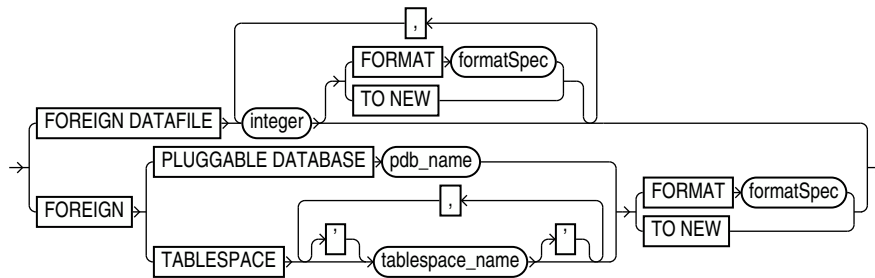 ,
FORMAT formatSpec
TO NEW
FOREIGN DATAFILE integer
PLUGGABLE DATABASE pdb_name
FORMAT formatSpec
FOREIGN , TO NEW
TABLESPACE ' tablespace_name '